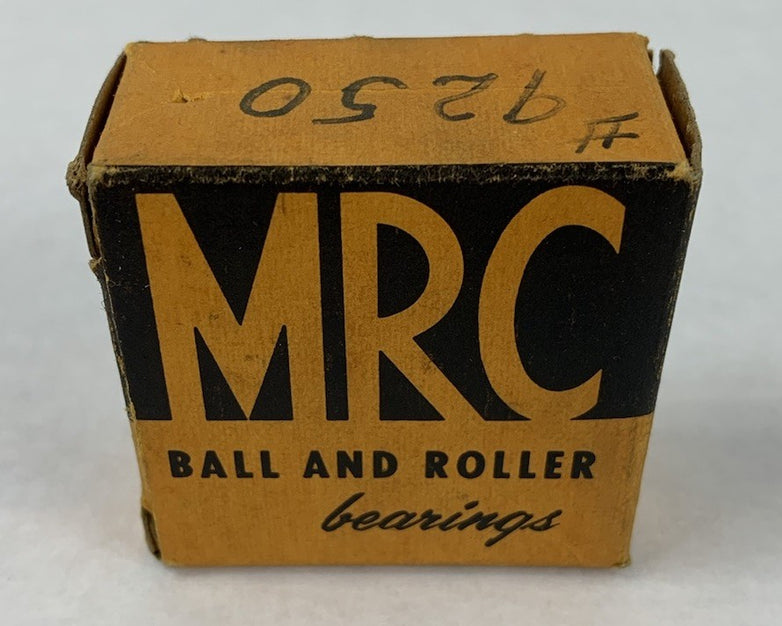 # 9250
MRC
BALL AND ROLLER
bearings